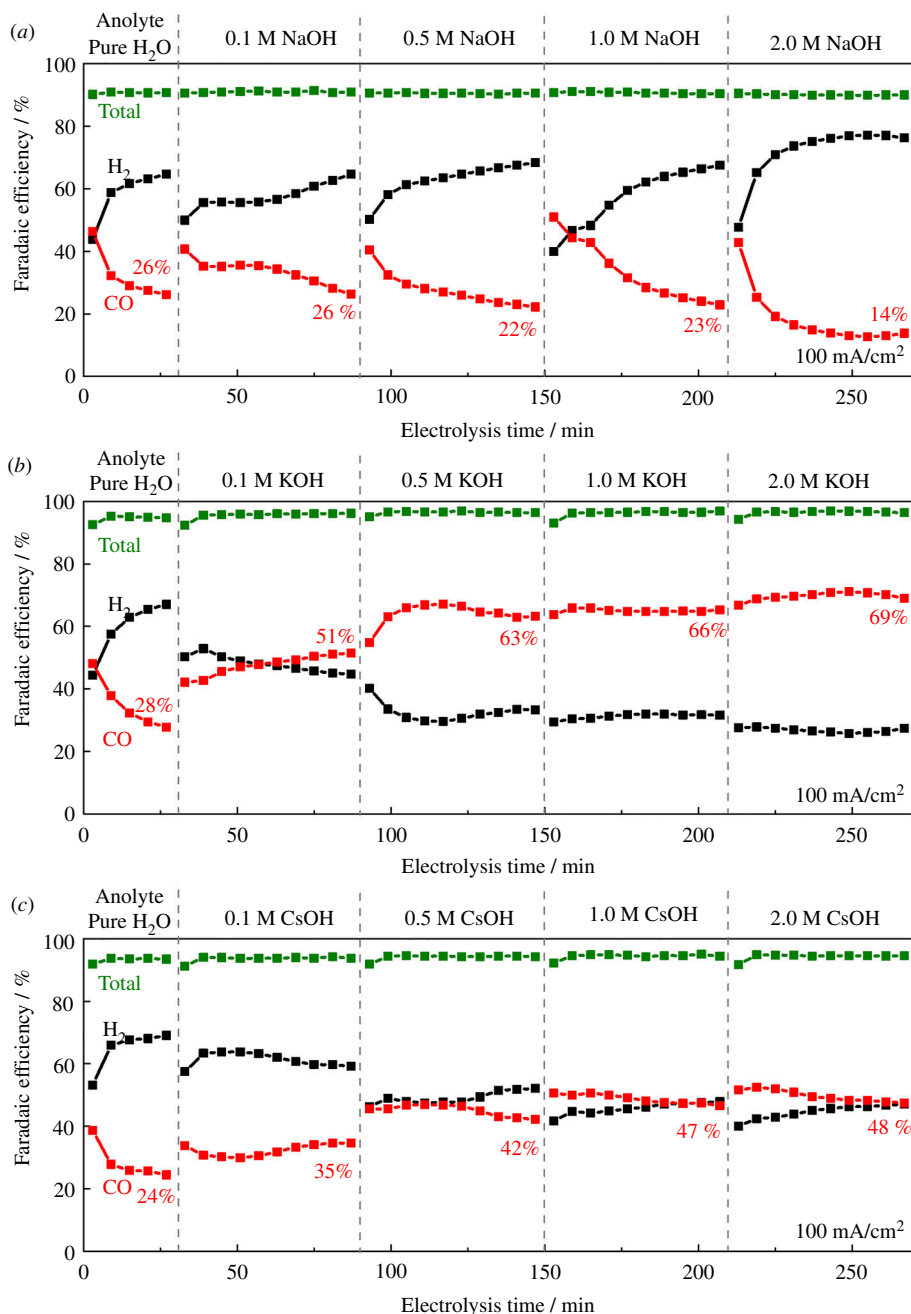 (a)
Anolyte
Pure H₂O
0.1 M NaOH
0.5 M NaOH
1.0 M NaOH
2.0 M NaOH
100
80
60
40
20
0
Faradaic efficiency / %
Total
H₂
CO
26%
26 %
22%
23%
14%
100 mA/cm²
0
50
100
150
200
250
Electrolysis time / min
(b)
Anolyte
Pure H₂O
0.1 M KOH
0.5 M KOH
1.0 M KOH
2.0 M KOH
100
80
60
40
20
0
Faradaic efficiency / %
Total
H₂
CO
28%
51%
63%
66%
69%
100 mA/cm²
0
50
100
150
200
250
Electrolysis time / min
(c)
Anolyte
Pure H₂O
0.1 M CsOH
0.5 M CsOH
1.0 M CsOH
2.0 M CsOH
100
80
60
40
20
0
Faradaic efficiency / %
Total
H₂
CO
24%
35%
42%
47 %
48 %
100 mA/cm²
0
50
100
150
200
250
Electrolysis time / min